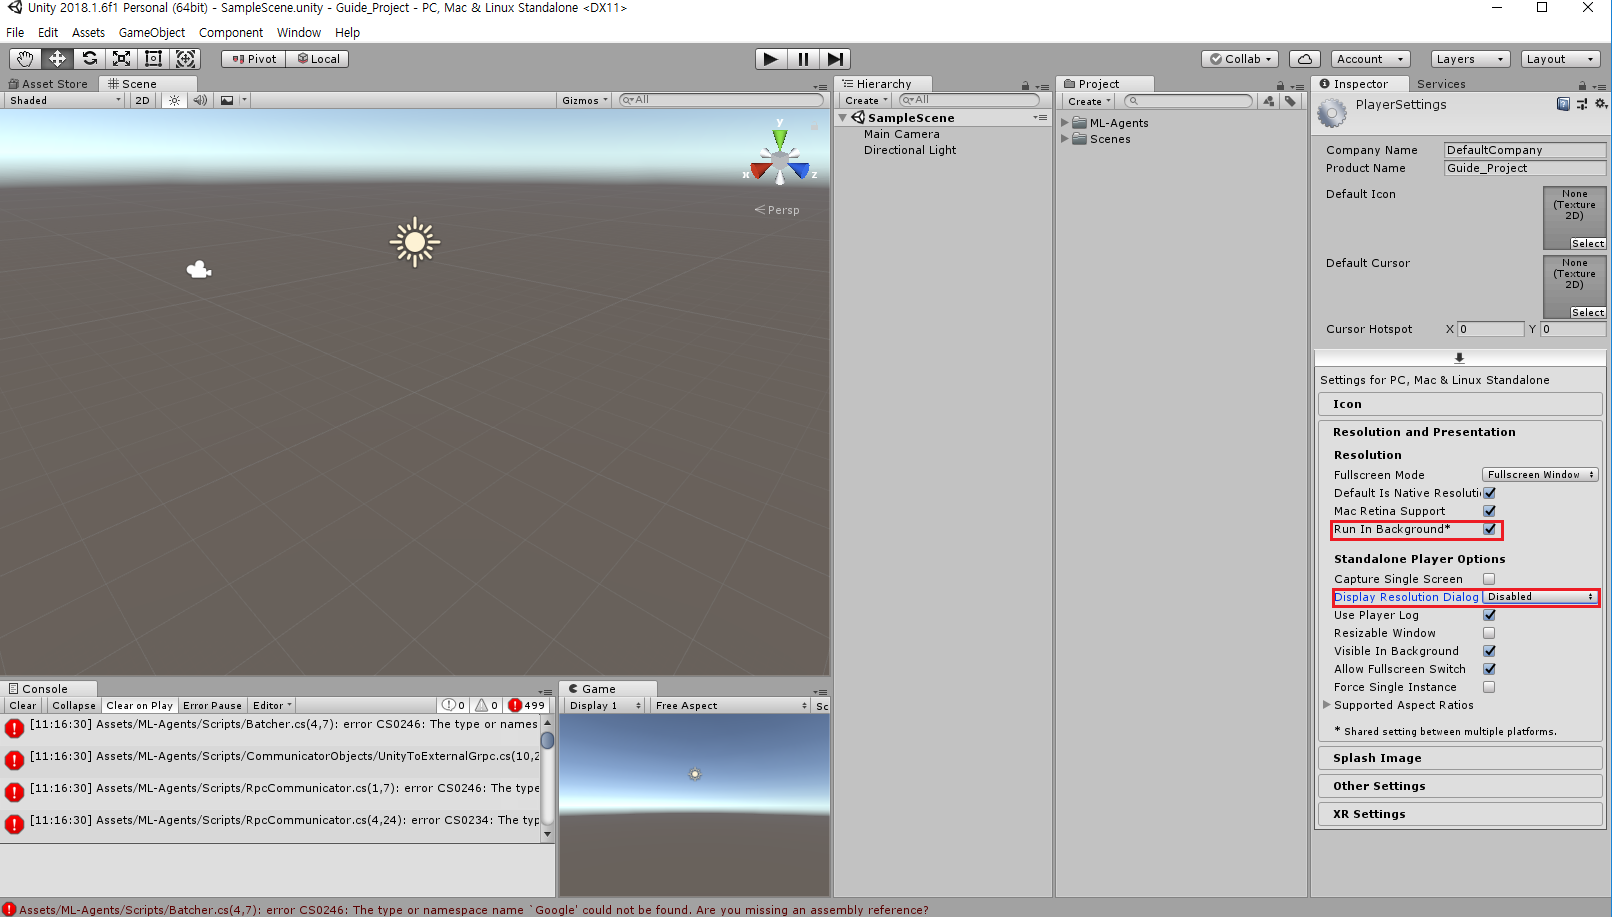 Unity 2018.1.6f1 Personal (64bit) - SampleScene.unity - Guide_Project - PC, Mac & Linux Standalone <DX11>
File Edit Assets GameObject Component Window Help
Pivot Local Collab Account Layers Layout
Asset Store Scene
Shaded 2D Gizmos All
y
x z
Persp
Hierarchy
Create All
SampleScene
Main Camera
Directional Light
Project
Create
ML-Agents
Scenes
Inspector Services
PlayerSettings
Company Name DefaultCompany
Product Name Guide_Project
Default Icon
None
(Texture
2D)
Select
Default Cursor
None
(Texture
2D)
Select
Cursor Hotspot X 0 Y 0
Settings for PC, Mac & Linux Standalone
Icon
Resolution and Presentation
Resolution
Fullscreen Mode Fullscreen Window
Default Is Native Resoluti
Mac Retina Support
Run In Background*
Standalone Player Options
Capture Single Screen
Display Resolution Dialog Disabled
Use Player Log
Resizable Window
Visible In Background
Allow Fullscreen Switch
Force Single Instance
Supported Aspect Ratios
* Shared setting between multiple platforms.
Splash Image
Other Settings
XR Settings
Console
Clear Collapse Clear on Play Error Pause Editor 0 0 499
[11:16:30] Assets/ML-Agents/Scripts/Batcher.cs(4,7): error CS0246: The type or names
[11:16:30] Assets/ML-Agents/Scripts/CommunicatorObjects/UnityToExternalGrpc.cs(10,2
[11:16:30] Assets/ML-Agents/Scripts/RpcCommunicator.cs(1,7): error CS0246: The type
[11:16:30] Assets/ML-Agents/Scripts/RpcCommunicator.cs(4,24): error CS0234: The typ
Game
Display 1 Free Aspect Sc
Assets/ML-Agents/Scripts/Batcher.cs(4,7): error CS0246: The type or namespace name `Google' could not be found. Are you missing an assembly reference?